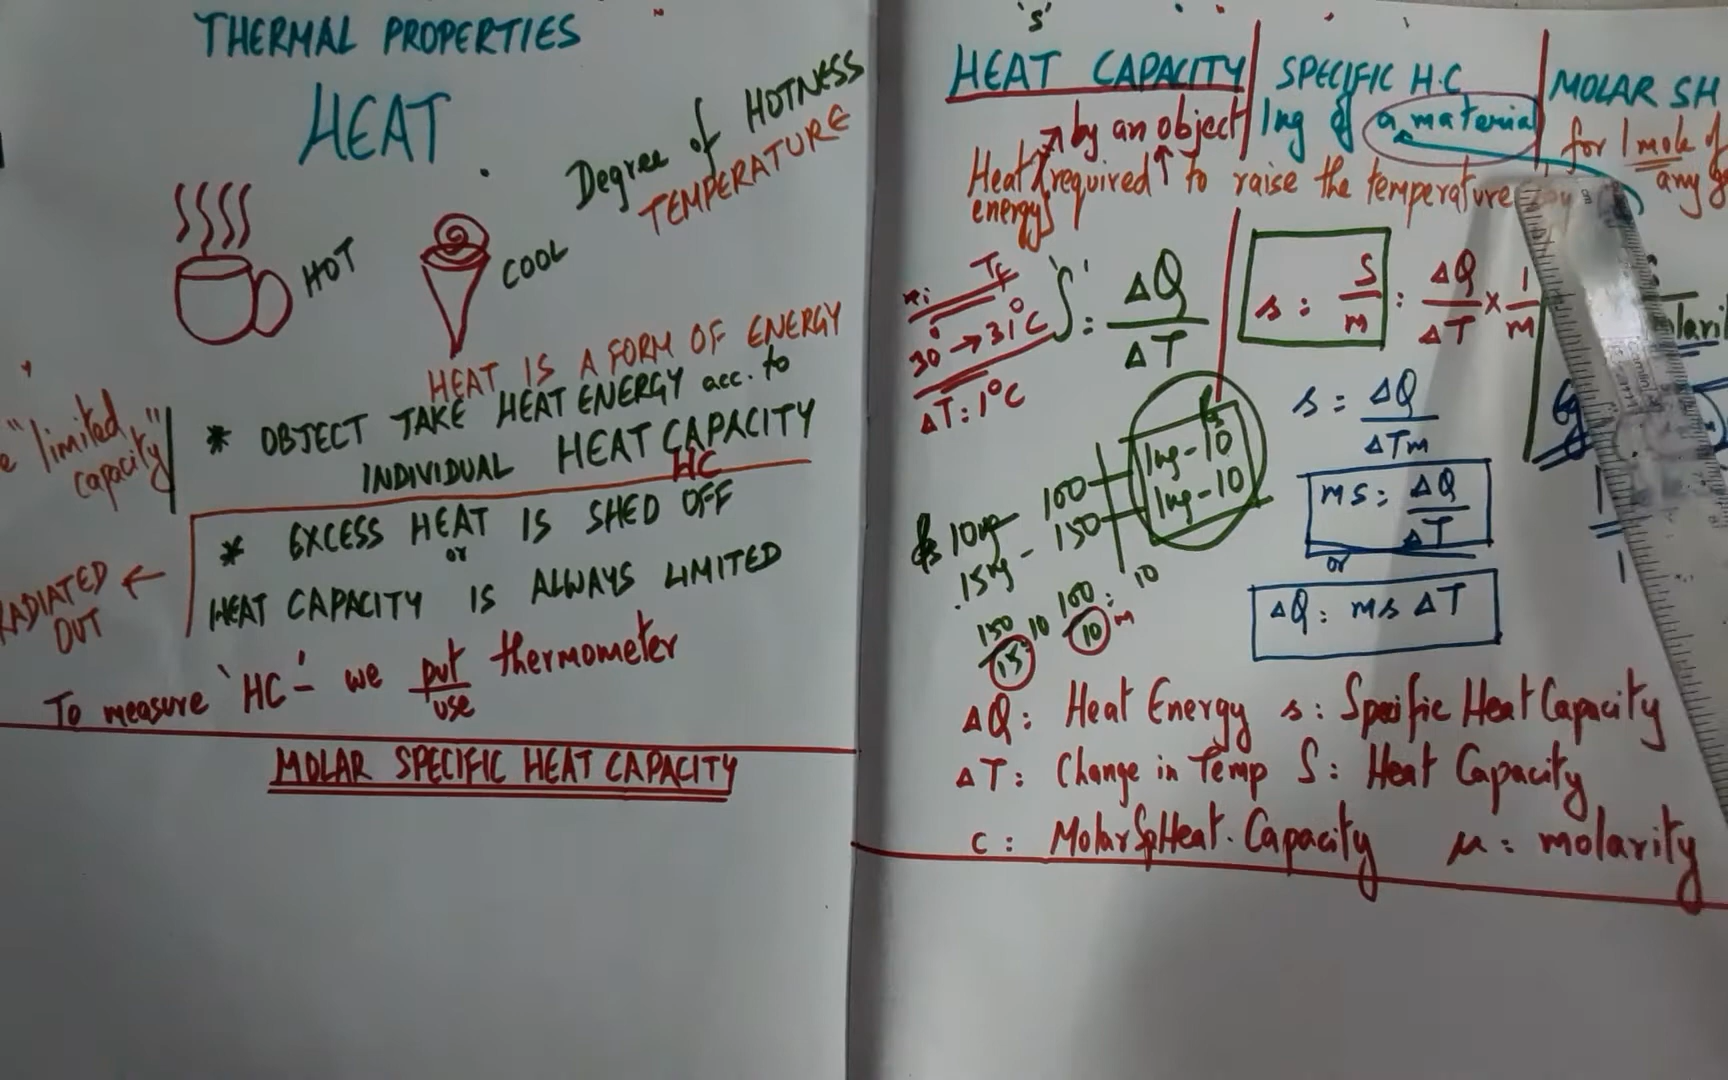 THERMAL PROPERTIES
HEAT
Degree of HOTNESS
TEMPERATURE
HOT
COOL
HEAT IS A FORM OF ENERGY
"limited
capacity"
* OBJECT TAKE HEAT ENERGY acc. to
INDIVIDUAL HEAT CAPACITY
HC
* EXCESS HEAT IS SHED OFF
or
HEAT CAPACITY IS ALWAYS LIMITED
RADIATED
OUT
To measure 'HC'- we put thermometer
use
MOLAR SPECIFIC HEAT CAPACITY
's'
HEAT CAPACITY
by an object
Heat required to raise the temperature
energy
Ti
Tf
30° → 31°C
ΔT: 1°C
'S' = ΔQ
ΔT
1kg - 10
1kg - 10
100
150
10kg
15kg - 150
150 10 100 : 10
15 10 m
SPECIFIC H.C
1kg of a material
s : S : ΔQ × 1
m ΔT m
s = ΔQ
ΔTm
ms : ΔQ
ΔT
or
ΔQ : ms ΔT
MOLAR SH
for 1 mole of
any
ΔQ : Heat Energy s : Specific Heat Capacity
ΔT : Change in Temp S : Heat Capacity
C : Molar Sp Heat. Capacity μ = molarity